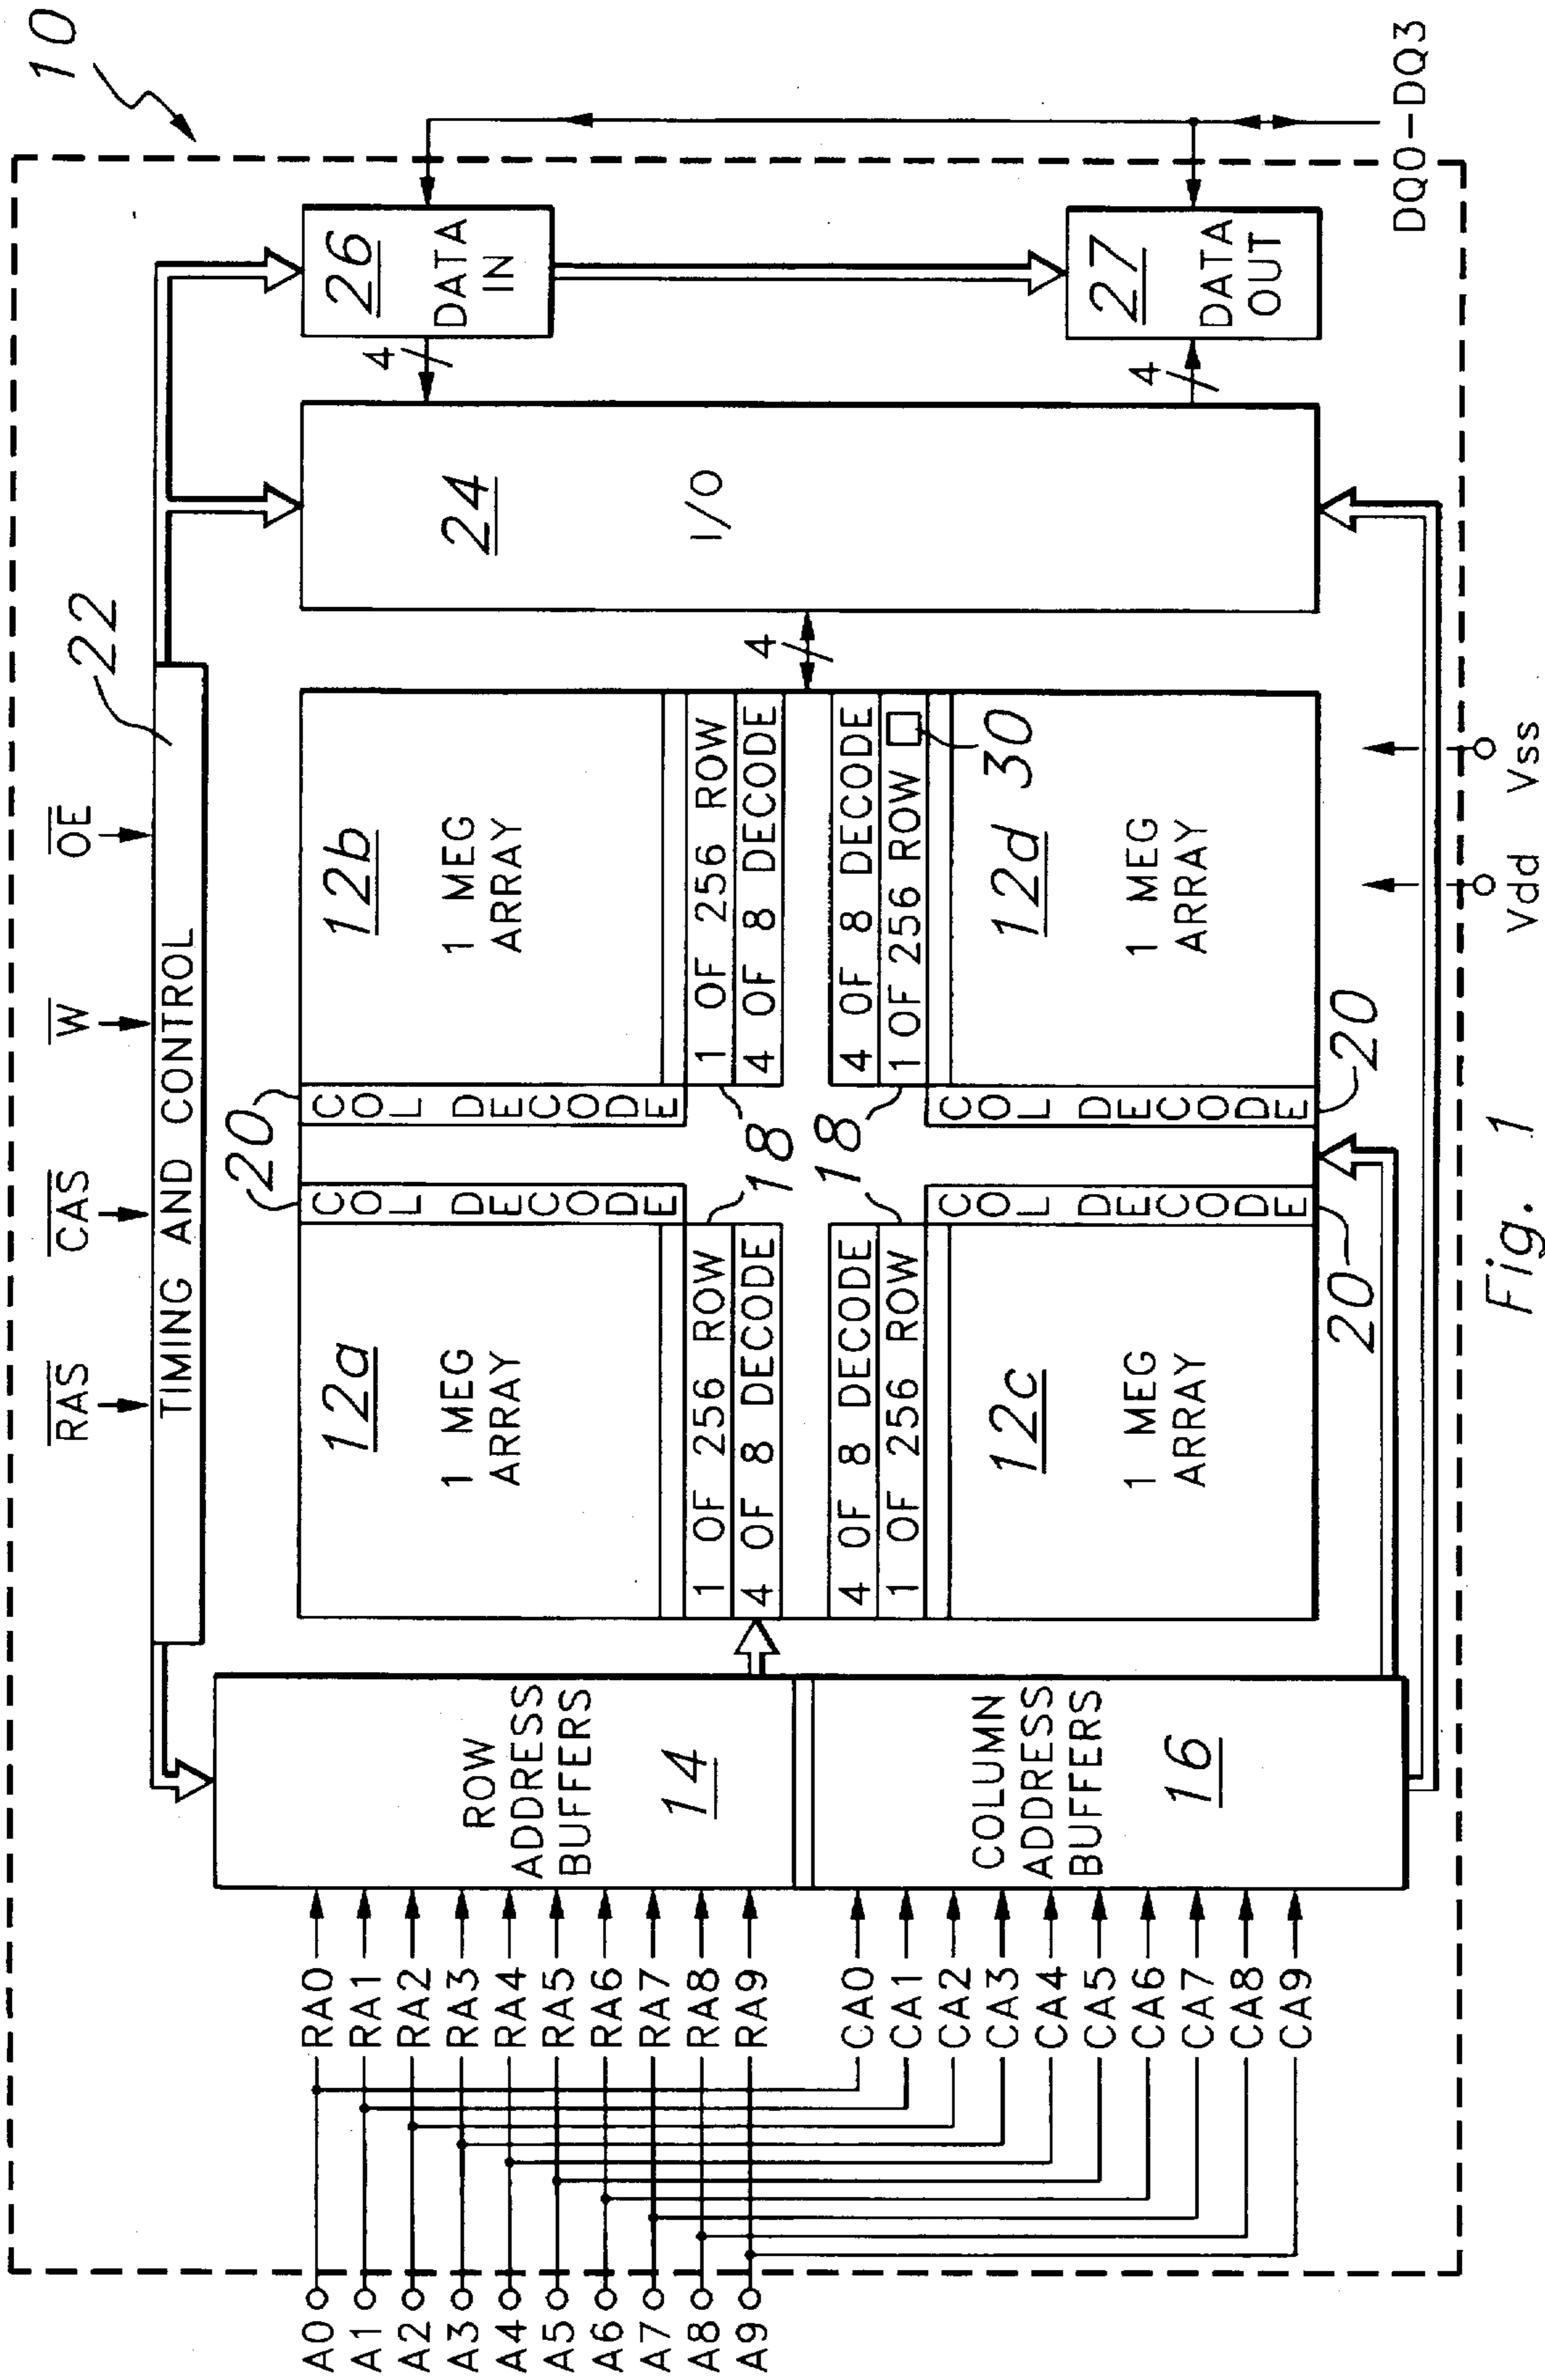 10
R̅A̅S̅
C̅A̅S̅
W̅
O̅E̅
22
TIMING AND CONTROL
A0
RA0
A1
RA1
A2
RA2
A3
RA3
A4
RA4
A5
RA5
A6
RA6
A7
RA7
A8
RA8
A9
RA9
CA0
CA1
CA2
CA3
CA4
CA5
CA6
CA7
CA8
CA9
ROW
ADDRESS
BUFFERS
14
COLUMN
ADDRESS
BUFFERS
16
12a
1 MEG
ARRAY
COL DECODE
20
COL DECODE
12b
1 MEG
ARRAY
1 OF 256 ROW
4 OF 8 DECODE
18
1 OF 256 ROW
4 OF 8 DECODE
4 OF 8 DECODE
1 OF 256 ROW
18
4 OF 8 DECODE
1 OF 256 ROW
30
12c
1 MEG
ARRAY
COL DECODE
20
COL DECODE
20
12d
1 MEG
ARRAY
4
24
I/O
4
26
DATA
IN
4
27
DATA
OUT
DQ0-DQ3
Vdd
Vss
Fig. 1